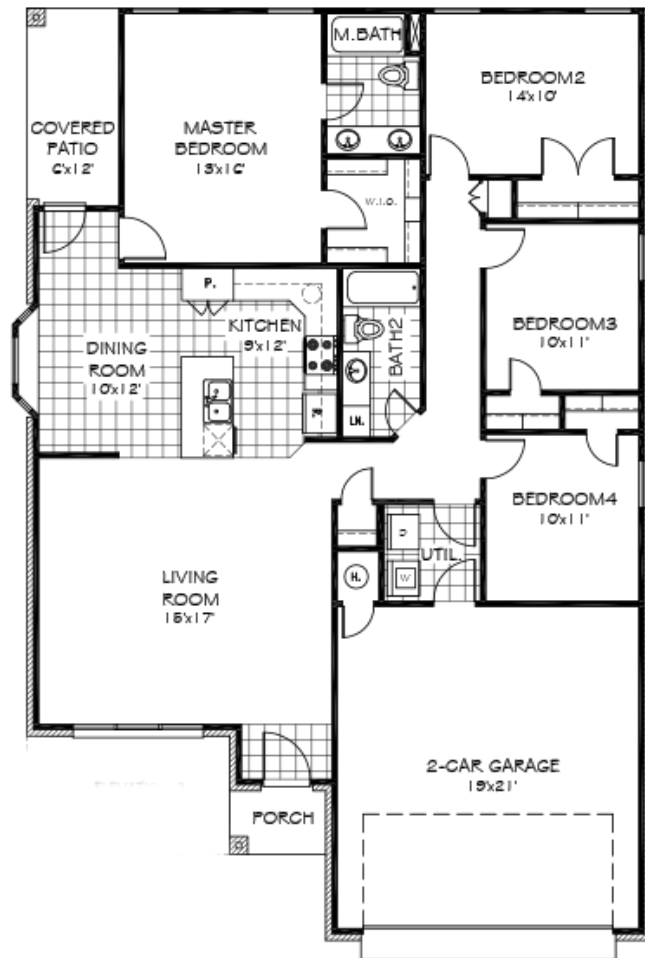 M.BATH
BEDROOM2
14'x10'
COVERED
PATIO
6'x12'
MASTER
BEDROOM
13'x16'
W.I.C.
P.
KITCHEN
9'x12'
BATH2
BEDROOM3
10'x11'
DINING
ROOM
10'x12'
LN.
BEDROOM4
10'x11'
D
UTIL.
W
H.
LIVING
ROOM
15'x17'
2-CAR GARAGE
19'x21'
PORCH